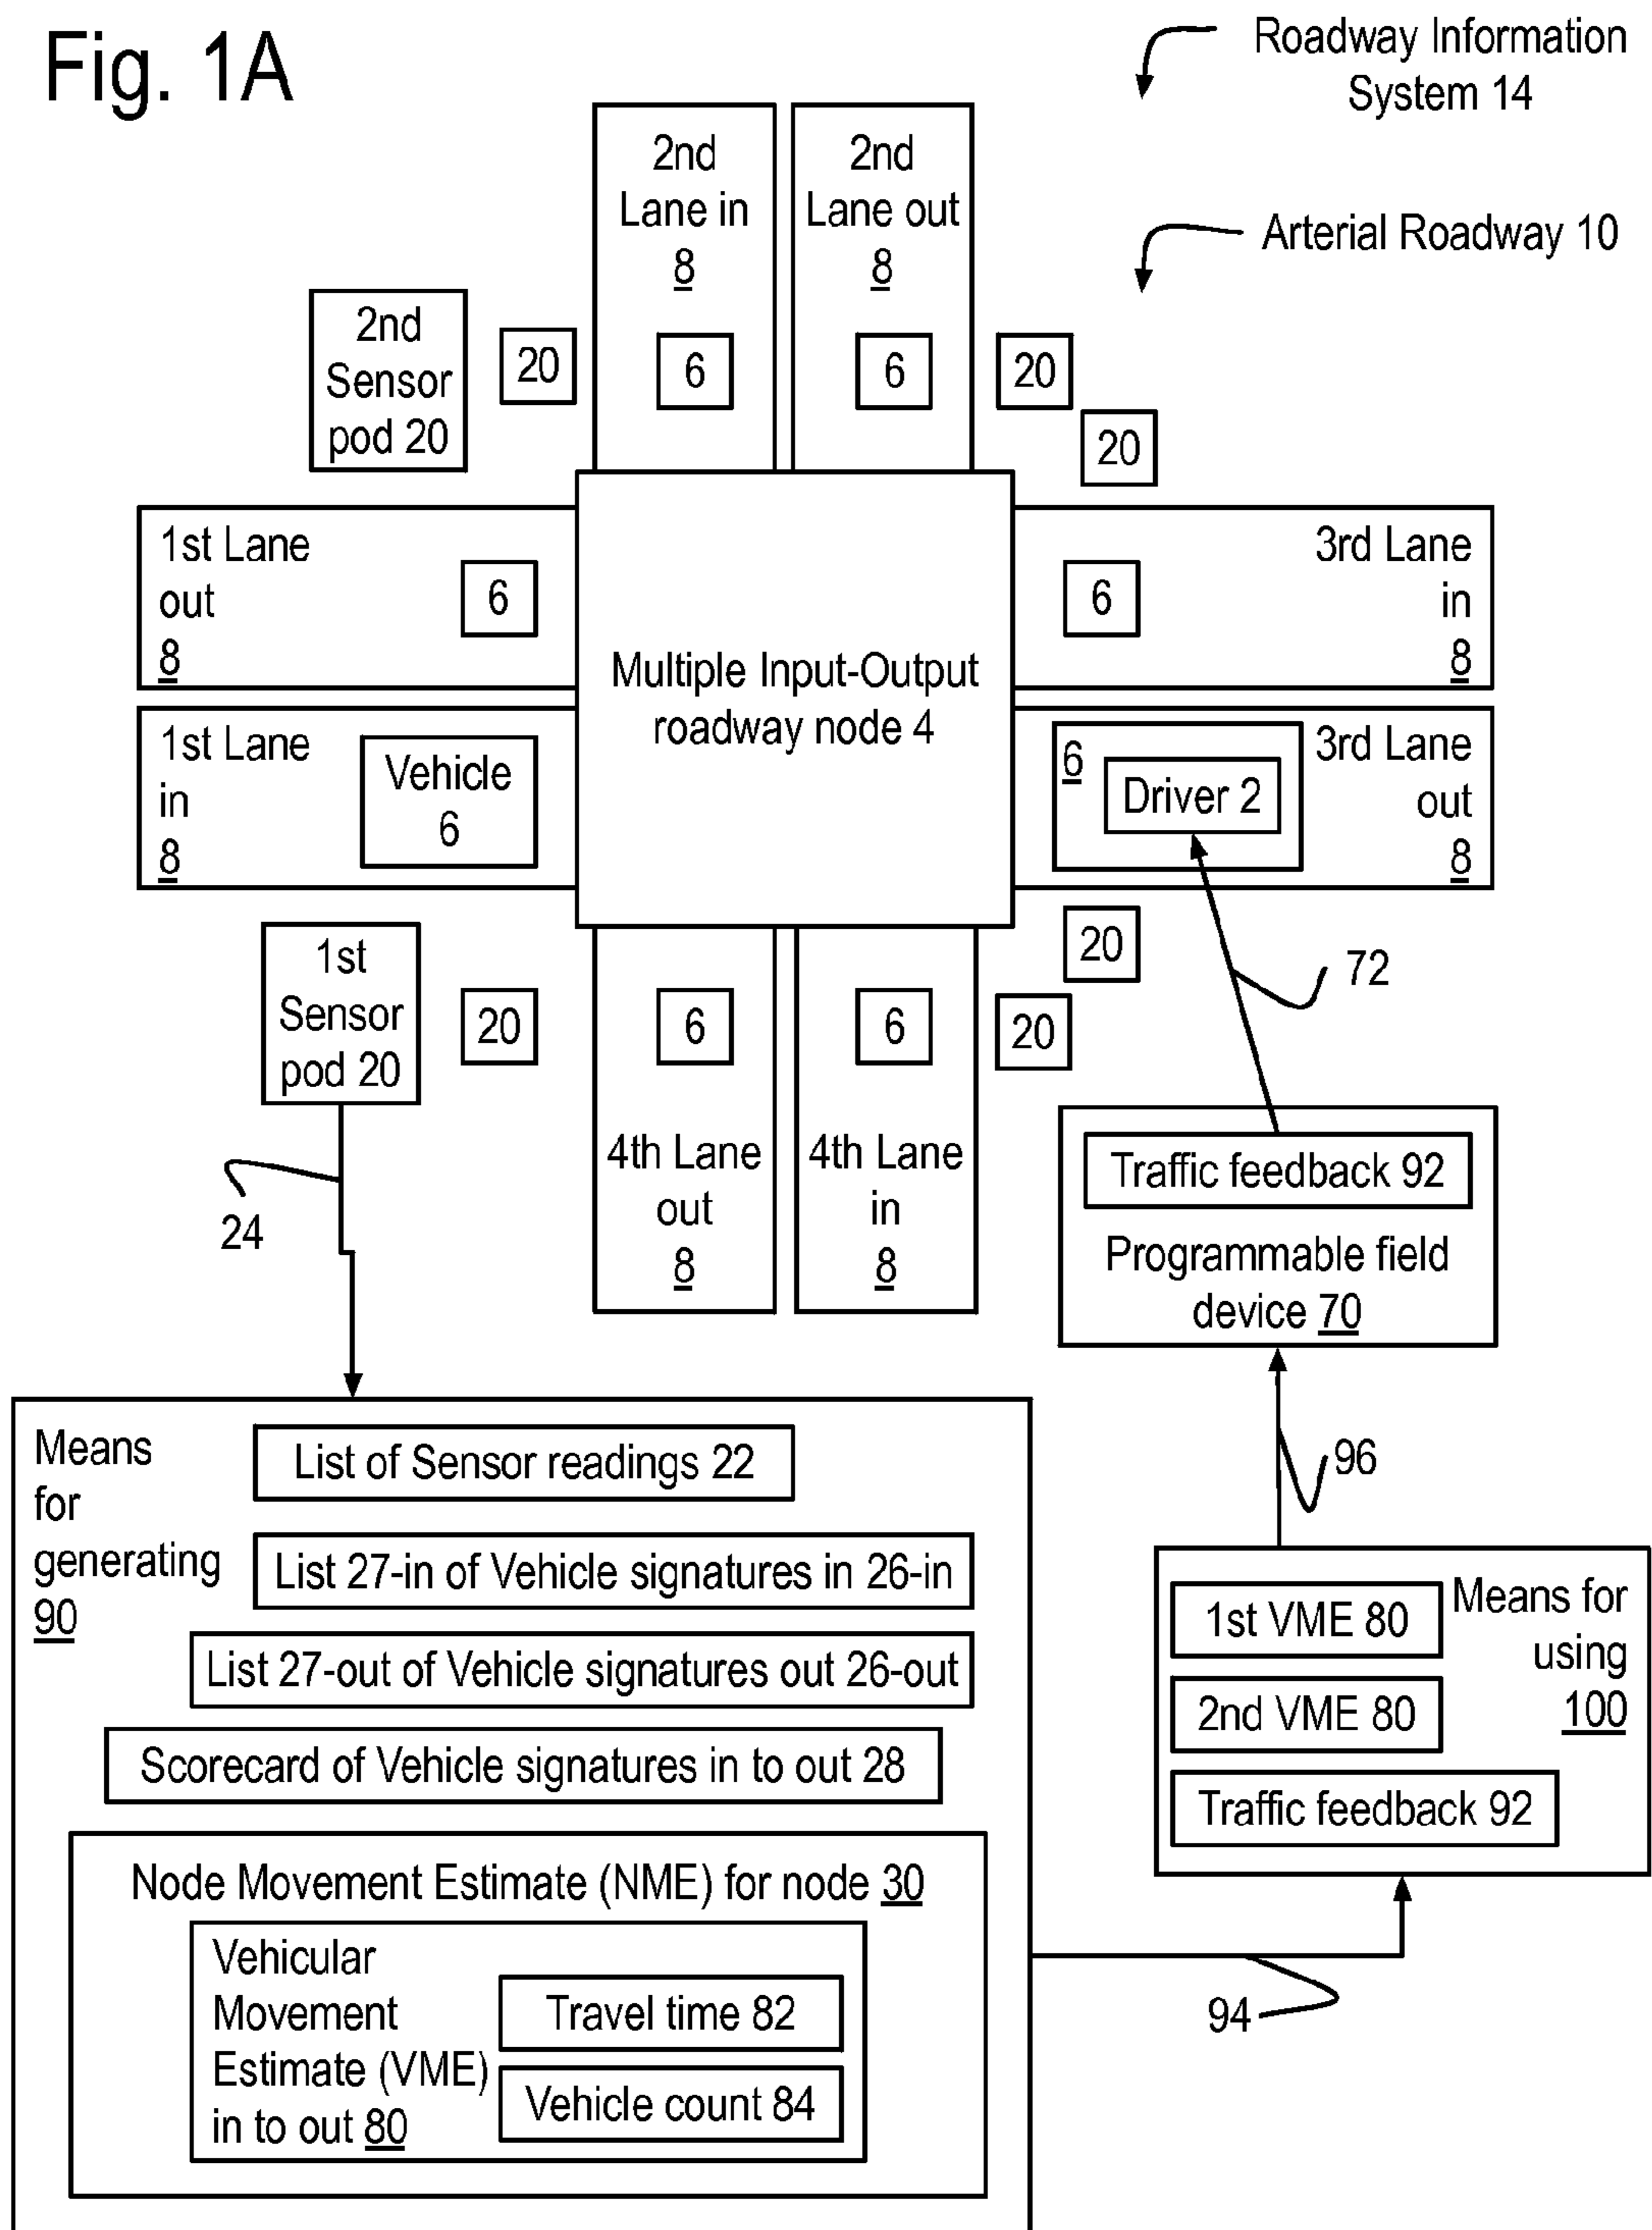 Fig. 1A
Roadway Information
System 14
Arterial Roadway 10
2nd
Lane in
8
2nd
Lane out
8
2nd
Sensor
pod 20
20
6
6
20
20
1st Lane
out
8
6
6
3rd Lane
in
8
Multiple Input-Output
roadway node 4
1st Lane
in
8
Vehicle
6
6
Driver 2
3rd Lane
out
8
1st
Sensor
pod 20
20
6
6
20
20
72
24
4th Lane
out
8
4th Lane
in
8
Traffic feedback 92
Programmable field
device 70
96
Means
for
generating
90
List of Sensor readings 22
List 27-in of Vehicle signatures in 26-in
List 27-out of Vehicle signatures out 26-out
Scorecard of Vehicle signatures in to out 28
Node Movement Estimate (NME) for node 30
Vehicular
Movement
Estimate (VME)
in to out 80
Travel time 82
Vehicle count 84
1st VME 80
2nd VME 80
Traffic feedback 92
Means for
using
100
94